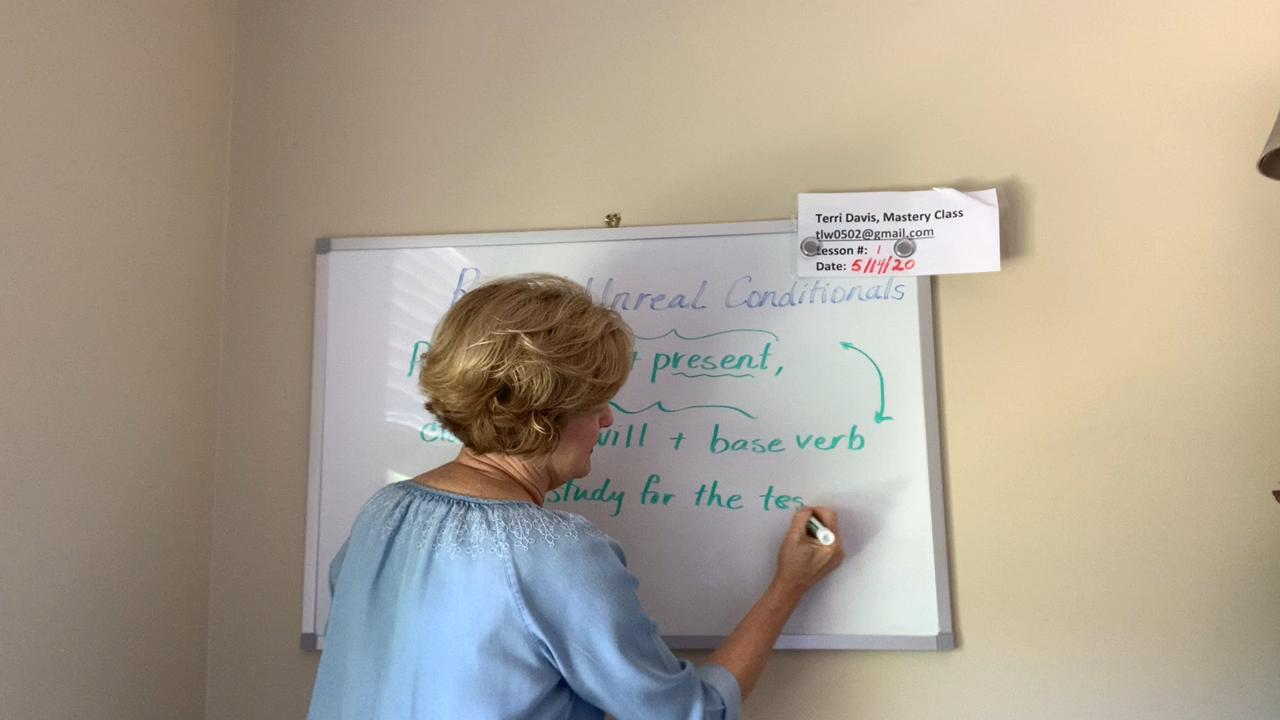 Terri Davis, Mastery Class
tlw0502@gmail.com
Lesson #: 1
Date: 5/14/20
Unreal Conditionals
+ present,
will + base verb
study for the tes